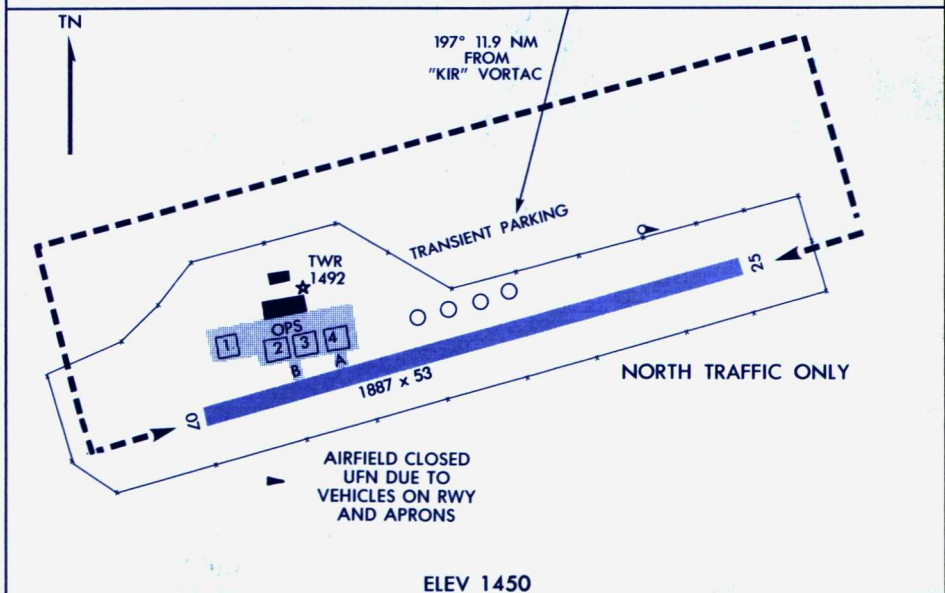 TN
197° 11.9 NM
FROM
"KIR" VORTAC
TRANSIENT PARKING
TWR
1492
OPS
1
2
3
4
B
A
25
07
1887 x 53
NORTH TRAFFIC ONLY
AIRFIELD CLOSED
UFN DUE TO
VEHICLES ON RWY
AND APRONS
ELEV 1450